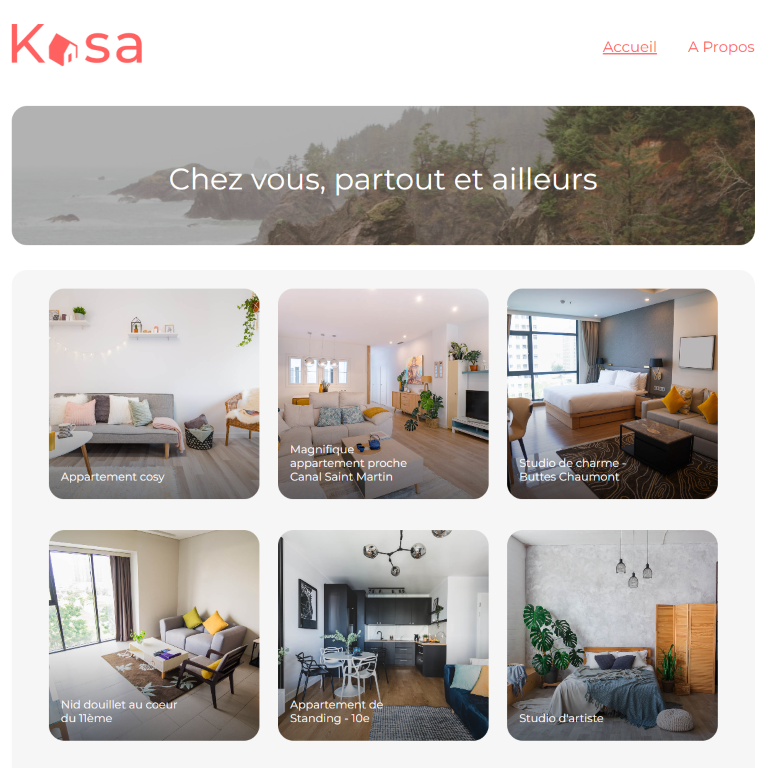 Kasa
Accueil
A Propos
Chez vous, partout et ailleurs
Appartement cosy
Magnifique
appartement proche
Canal Saint Martin
Studio de charme -
Buttes Chaumont
Nid douillet au coeur
du 11ème
Appartement de
Standing - 10e
Studio d'artiste